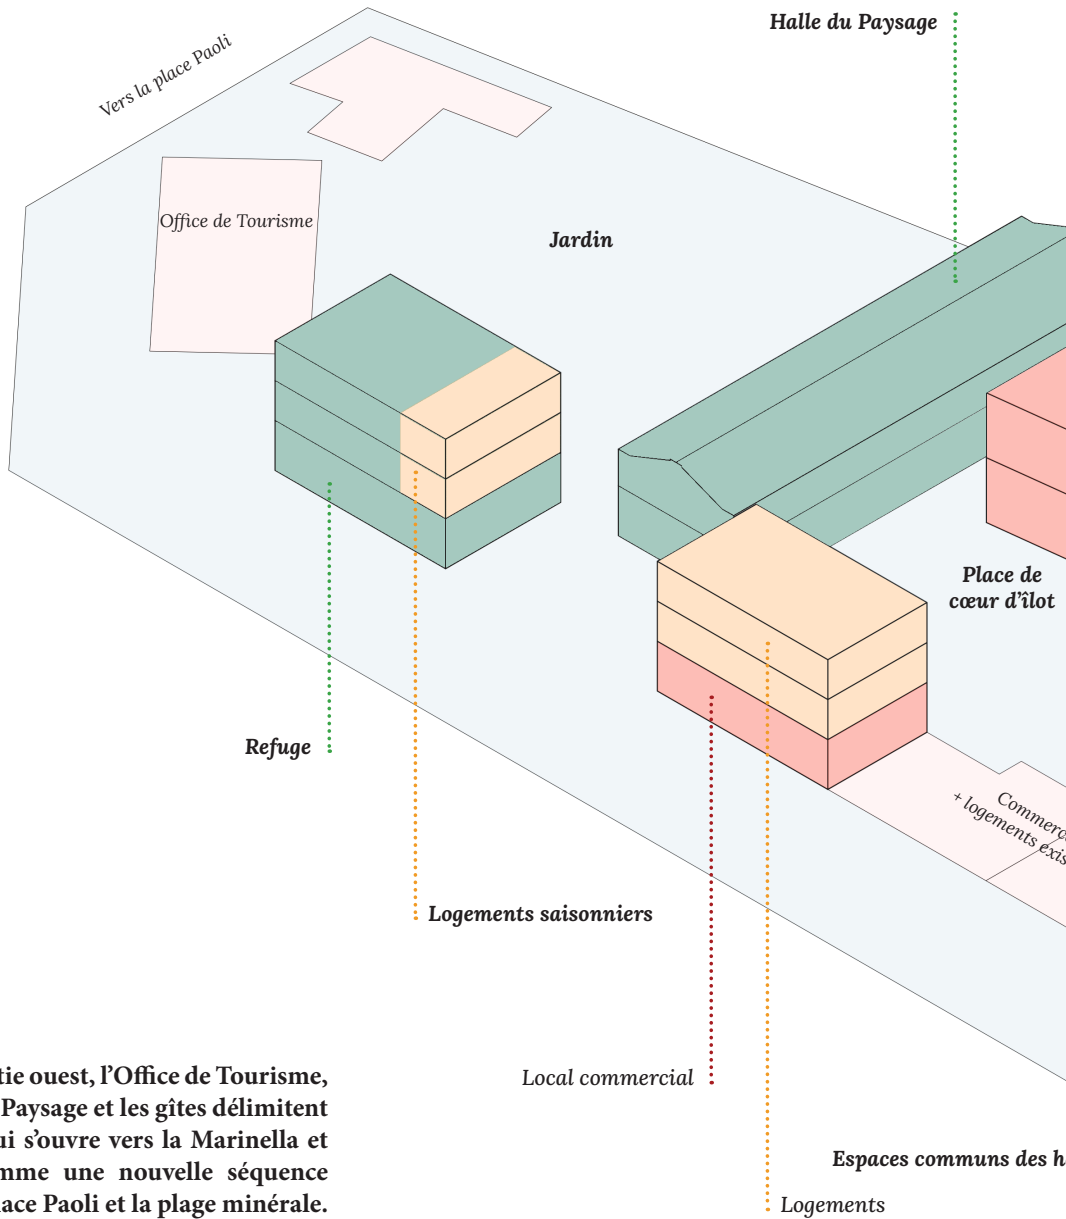 Halle du Paysage
Vers la place Paoli
Office de Tourisme
Jardin
Place de
cœur d'îlot
Refuge
+ logements
Logements saisonniers
Local commercial
tie ouest, l'Office de Tourisme,
Paysage et les gîtes délimitent
ui s'ouvre vers la Marinella et
mme une nouvelle séquence
lace Paoli et la plage minérale.
Espaces communs des h
Logements